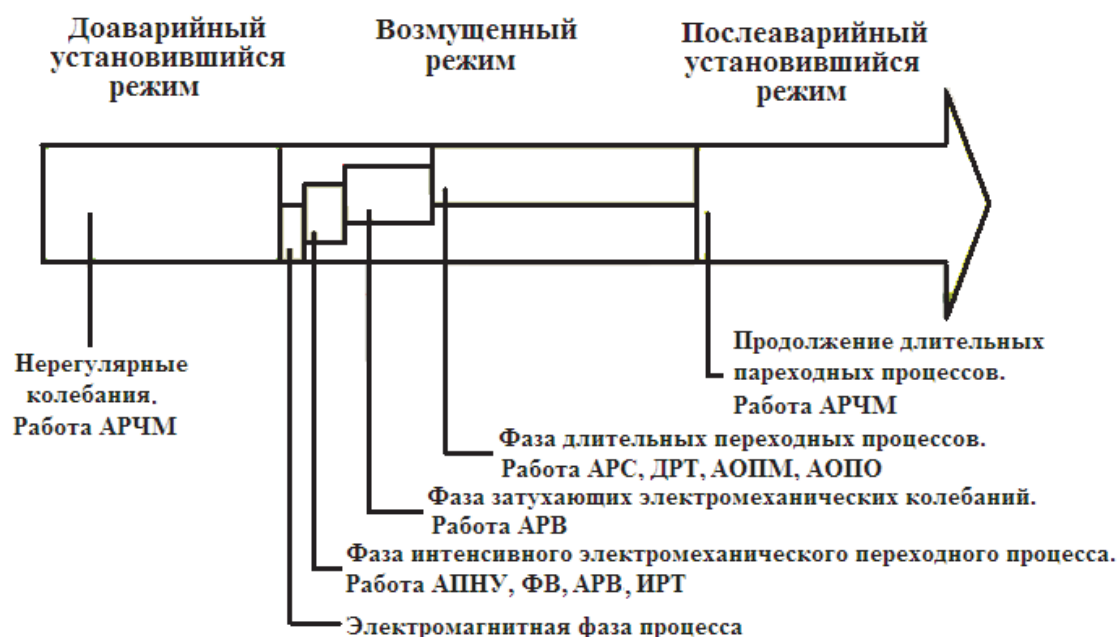 Доаварийный
установившийся
режим
Возмущенный
режим
Послеаварийный
установившийся
режим
Нерегулярные
колебания.
Работа АРЧМ
Продолжение длительных
пареходных процессов.
Работа АРЧМ
Фаза длительных переходных процессов.
Работа АРС, ДРТ, АОПМ, АОПО
Фаза затухающих электромеханических колебаний.
Работа АРВ
Фаза интенсивного электромеханического переходного процесса.
Работа АПНУ, ФВ, АРВ, ИРТ
Электромагнитная фаза процесса